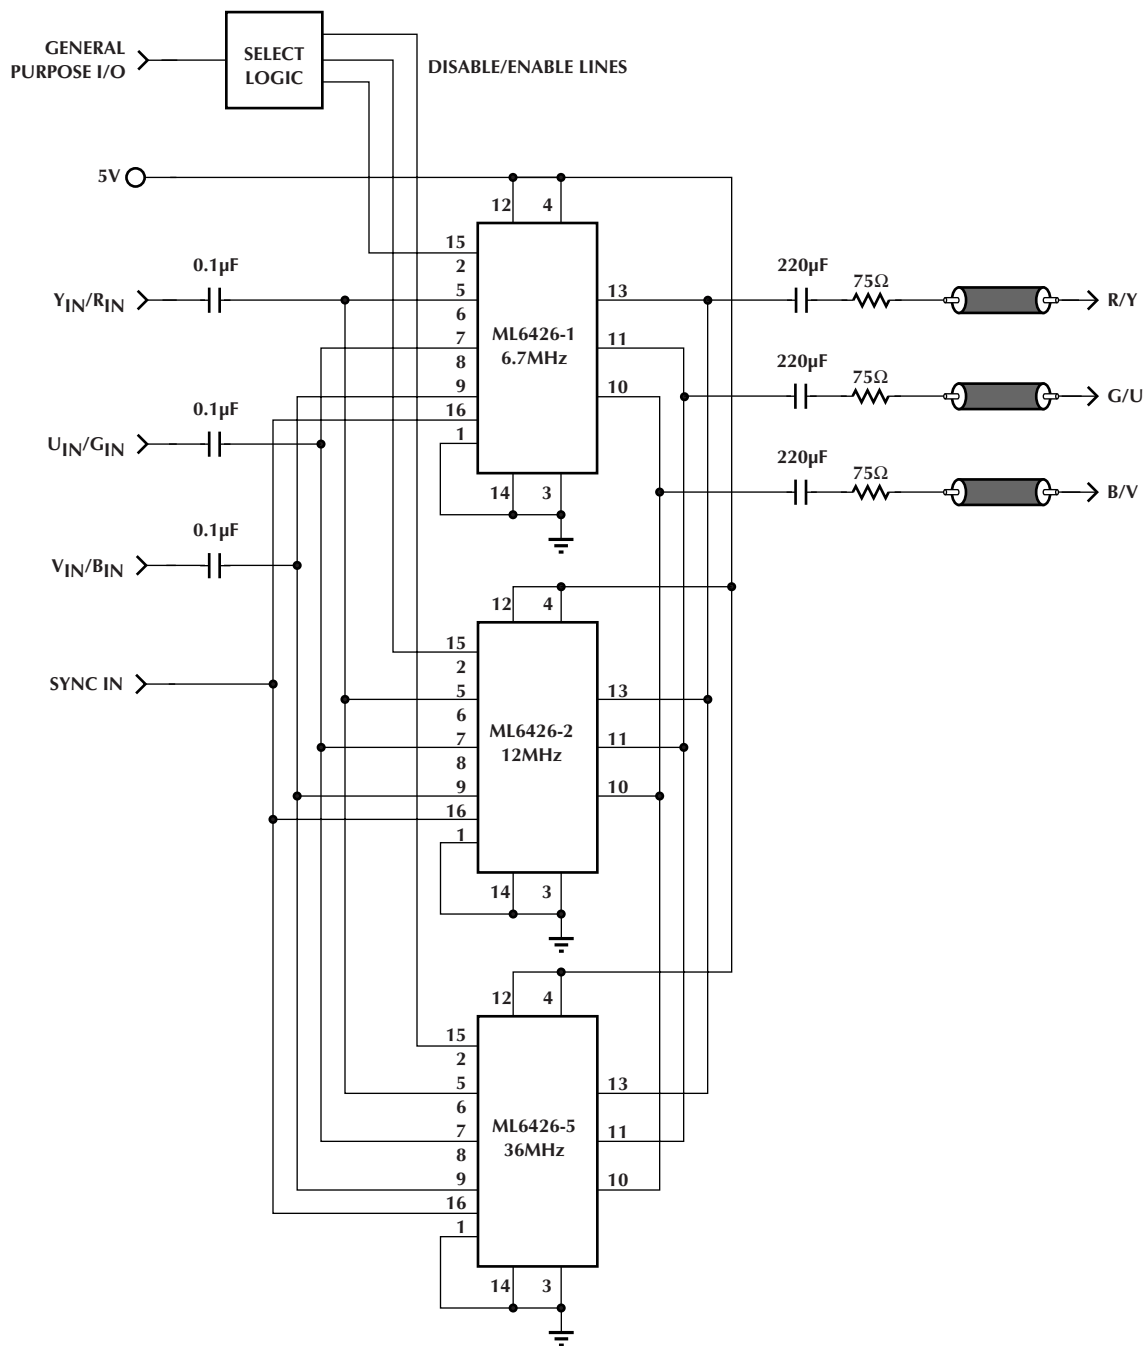 GENERAL
PURPOSE I/O
SELECT
LOGIC
DISABLE/ENABLE LINES
5V
12 4
15
2
5
6
7
8
9
16
1
ML6426-1
6.7MHz
13
11
10
14 3
0.1µF
YIN/RIN
0.1µF
UIN/GIN
0.1µF
VIN/BIN
SYNC IN
220µF
75Ω
R/Y
220µF
75Ω
G/U
220µF
75Ω
B/V
12 4
15
2
5
6
7
8
9
16
1
ML6426-2
12MHz
13
11
10
14 3
12 4
15
2
5
6
7
8
9
16
1
ML6426-5
36MHz
13
11
10
14 3